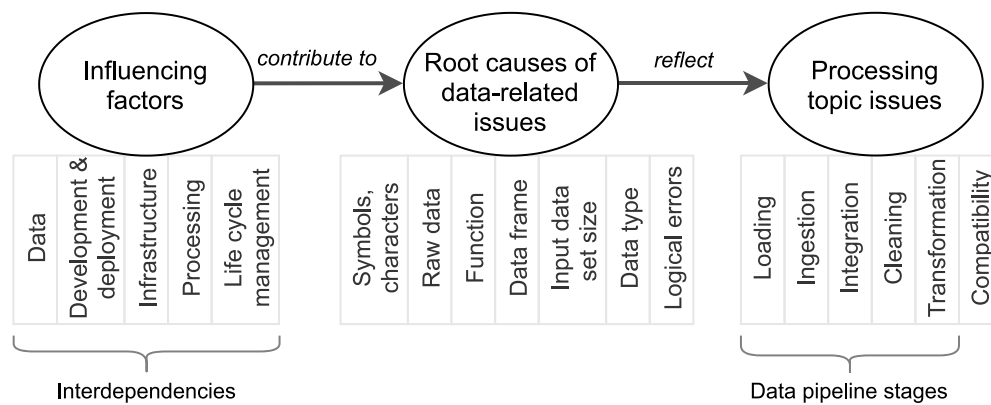 Influencing
factors
contribute to
Root causes of
data-related
issues
reflect
Processing
topic issues
Data
Development &
deployment
Infrastructure
Processing
Life cycle
management
Symbols,
characters
Raw data
Function
Data frame
Input data
set size
Data type
Logical errors
Loading
Ingestion
Integration
Cleaning
Transformation
Compatibility
Interdependencies
Data pipeline stages